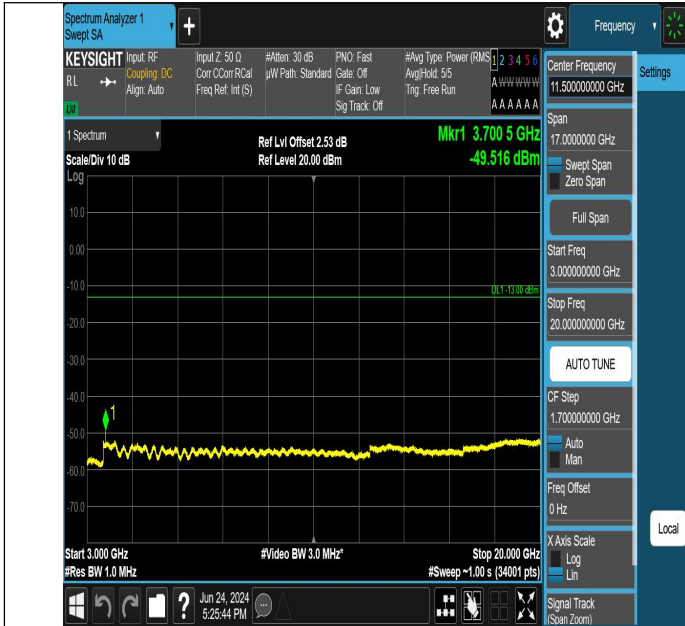 Spectrum Analyzer 1
Swept SA
+
Frequency
KEYSIGHT
RL
LXI
Input: RF
Coupling: DC
Align: Auto
Input Z: 50 Ω
Corr CCorr RCal
Freq Ref: Int (S)
#Atten: 30 dB
µW Path: Standard
PNO: Fast
Gate: Off
IF Gain: Low
Sig Track: Off
#Avg Type: Power (RMS
Avg|Hold: 5/5
Trig: Free Run
1 2 3 4 5 6
A W W W W W
A A A A A A
1 Spectrum
Scale/Div 10 dB
Ref Lvl Offset 2.53 dB
Ref Level 20.00 dBm
Mkr1 3.700 5 GHz
-49.516 dBm
Log
10.0
0.00
-10.0
DL1 -13.00 dBm
-20.0
-30.0
-40.0
1
-50.0
-60.0
-70.0
Start 3.000 GHz
#Res BW 1.0 MHz
#Video BW 3.0 MHz*
Stop 20.000 GHz
#Sweep ~1.00 s (34001 pts)
?
Jun 24, 2024
5:25:44 PM
Center Frequency
11.500000000 GHz
Settings
Span
17.0000000 GHz
Swept Span
Zero Span
Full Span
Start Freq
3.000000000 GHz
Stop Freq
20.000000000 GHz
AUTO TUNE
CF Step
1.700000000 GHz
Auto
Man
Freq Offset
0 Hz
X Axis Scale
Log
Lin
Local
Signal Track
(Span Zoom)